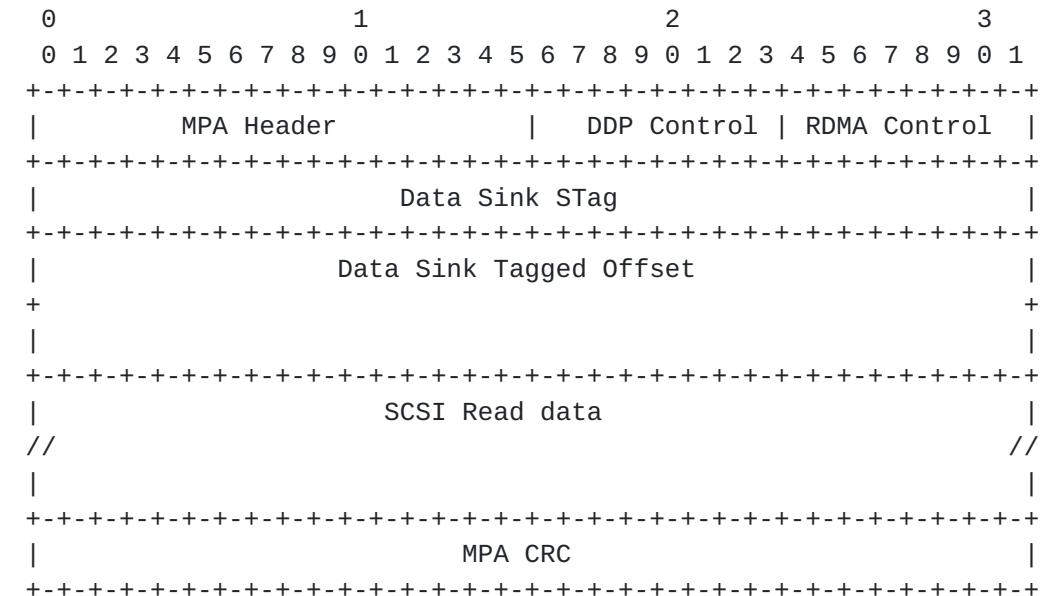 0                   1                   2                   3
 0 1 2 3 4 5 6 7 8 9 0 1 2 3 4 5 6 7 8 9 0 1 2 3 4 5 6 7 8 9 0 1
+-+-+-+-+-+-+-+-+-+-+-+-+-+-+-+-+-+-+-+-+-+-+-+-+-+-+-+-+-+-+-+-+
|         MPA Header            |   DDP Control | RDMA Control  |
+-+-+-+-+-+-+-+-+-+-+-+-+-+-+-+-+-+-+-+-+-+-+-+-+-+-+-+-+-+-+-+-+
|                       Data Sink STag                          |
+-+-+-+-+-+-+-+-+-+-+-+-+-+-+-+-+-+-+-+-+-+-+-+-+-+-+-+-+-+-+-+-+
|                   Data Sink Tagged Offset                     |
+                                                               +
|                                                               |
+-+-+-+-+-+-+-+-+-+-+-+-+-+-+-+-+-+-+-+-+-+-+-+-+-+-+-+-+-+-+-+-+
|                      SCSI Read data                           |
//                                                             //
|                                                               |
+-+-+-+-+-+-+-+-+-+-+-+-+-+-+-+-+-+-+-+-+-+-+-+-+-+-+-+-+-+-+-+-+
|                           MPA CRC                             |
+-+-+-+-+-+-+-+-+-+-+-+-+-+-+-+-+-+-+-+-+-+-+-+-+-+-+-+-+-+-+-+-+